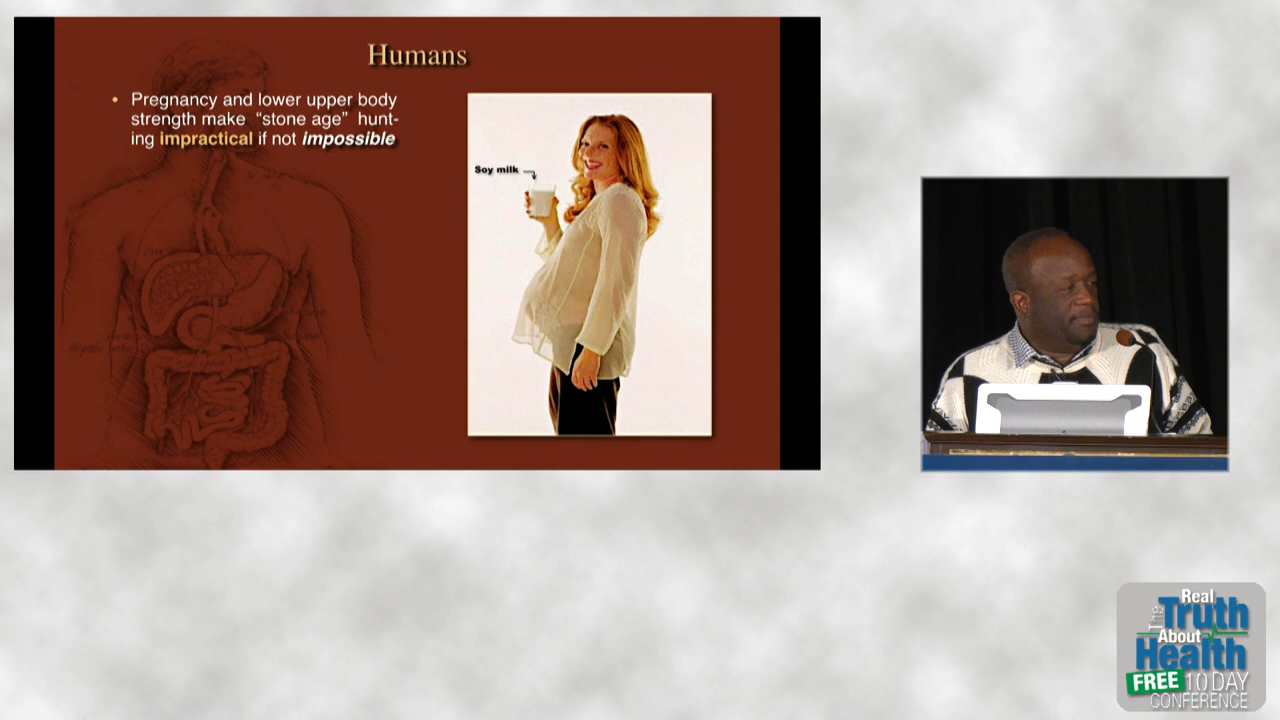 Humans
• Pregnancy and lower upper body
strength make “stone age” hunt-
ing impractical if not impossible
Soy milk
The Real
Truth
About
Health
FREE 10 DAY
CONFERENCE